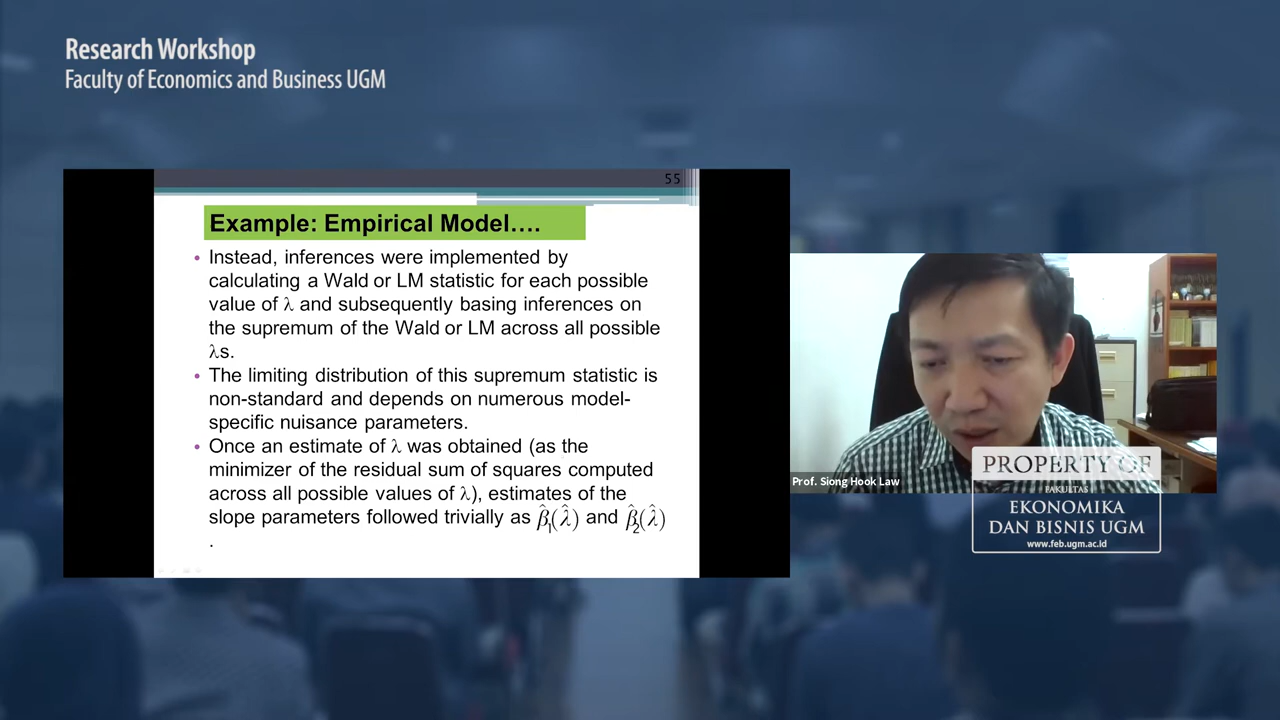 Research Workshop
Faculty of Economics and Business UGM
55
Example: Empirical Model….
• Instead, inferences were implemented by
calculating a Wald or LM statistic for each possible
value of λ and subsequently basing inferences on
the supremum of the Wald or LM across all possible
λs.
• The limiting distribution of this supremum statistic is
non-standard and depends on numerous model-
specific nuisance parameters.
• Once an estimate of λ was obtained (as the
minimizer of the residual sum of squares computed
across all possible values of λ), estimates of the
slope parameters followed trivially as β̂₁(λ̂) and β̂₂(λ̂)
.
Prof. Siong Hook Law
PROPERTY OF
FAKULTAS
EKONOMIKA
DAN BISNIS UGM
www.feb.ugm.ac.id